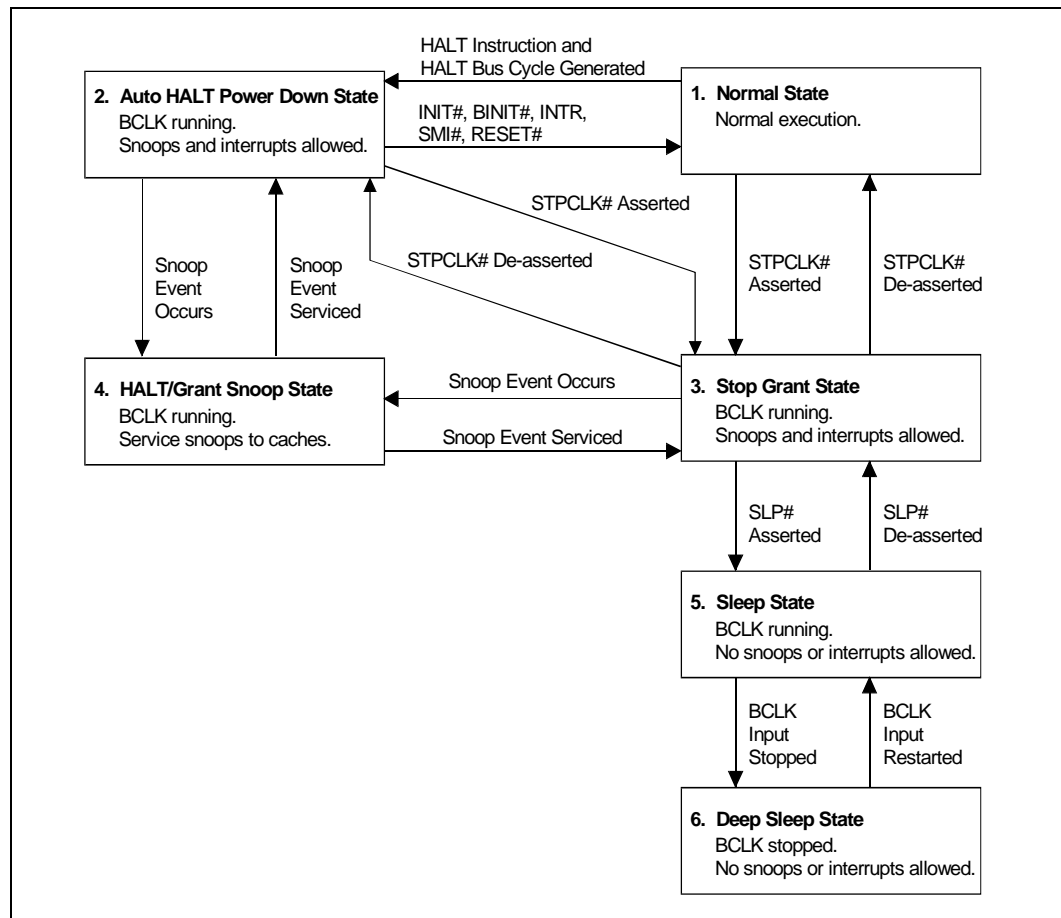 HALT Instruction and
HALT Bus Cycle Generated
2. Auto HALT Power Down State
BCLK running.
Snoops and interrupts allowed.
1. Normal State
Normal execution.
INIT#, BINIT#, INTR,
SMI#, RESET#
STPCLK# Asserted
STPCLK# De-asserted
Snoop
Event
Occurs
Snoop
Event
Serviced
STPCLK#
Asserted
STPCLK#
De-asserted
4. HALT/Grant Snoop State
BCLK running.
Service snoops to caches.
Snoop Event Occurs
Snoop Event Serviced
3. Stop Grant State
BCLK running.
Snoops and interrupts allowed.
SLP#
Asserted
SLP#
De-asserted
5. Sleep State
BCLK running.
No snoops or interrupts allowed.
BCLK
Input
Stopped
BCLK
Input
Restarted
6. Deep Sleep State
BCLK stopped.
No snoops or interrupts allowed.